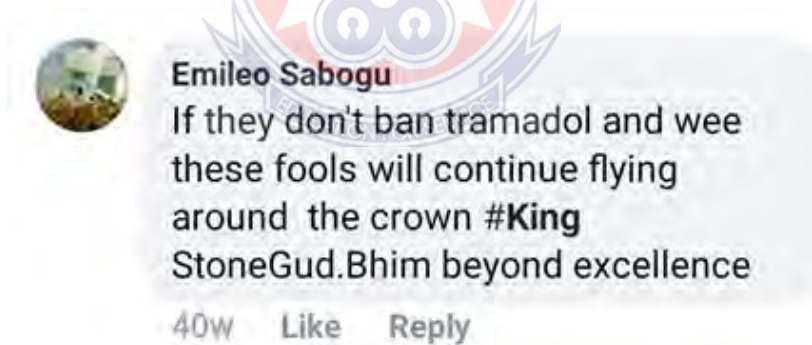 Emileo Sabogu
If they don't ban tramadol and wee
these fools will continue flying
around the crown #King
StoneGud.Bhim beyond excellence
40w Like Reply